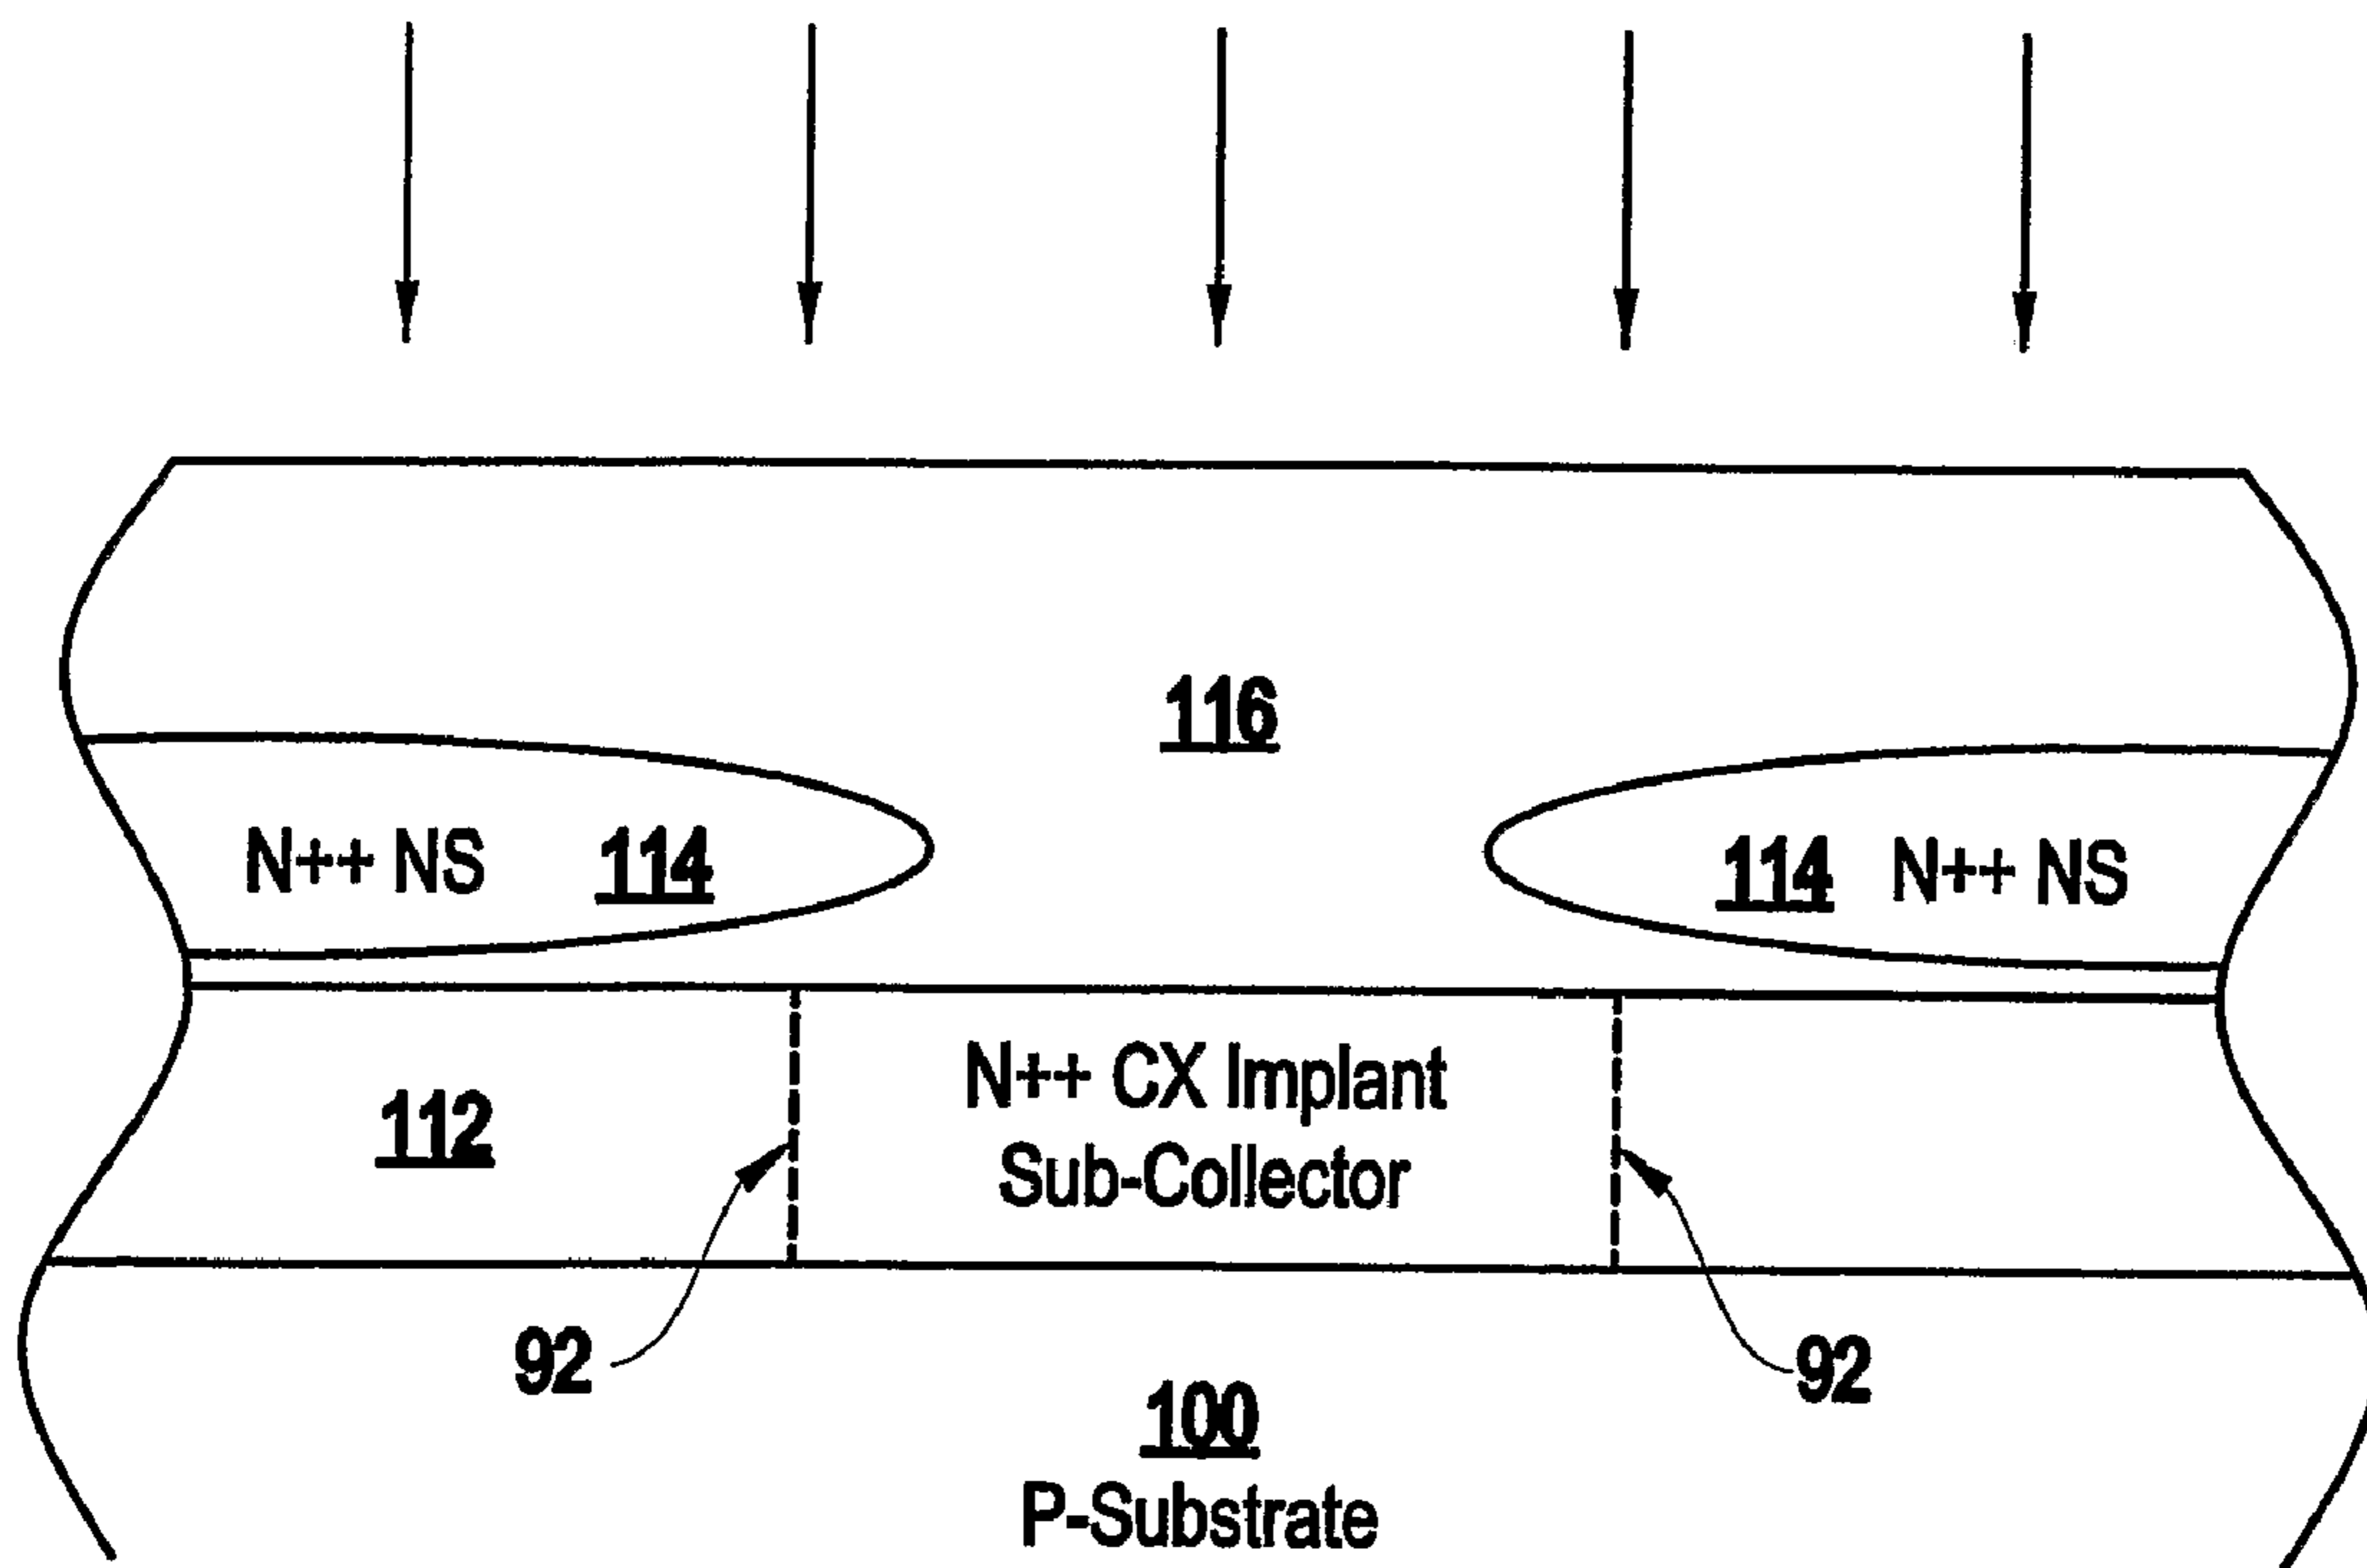 116
N++ NS 114
114 N++ NS
N++ CX Implant
Sub-Collector
112
92
92
100
P-Substrate